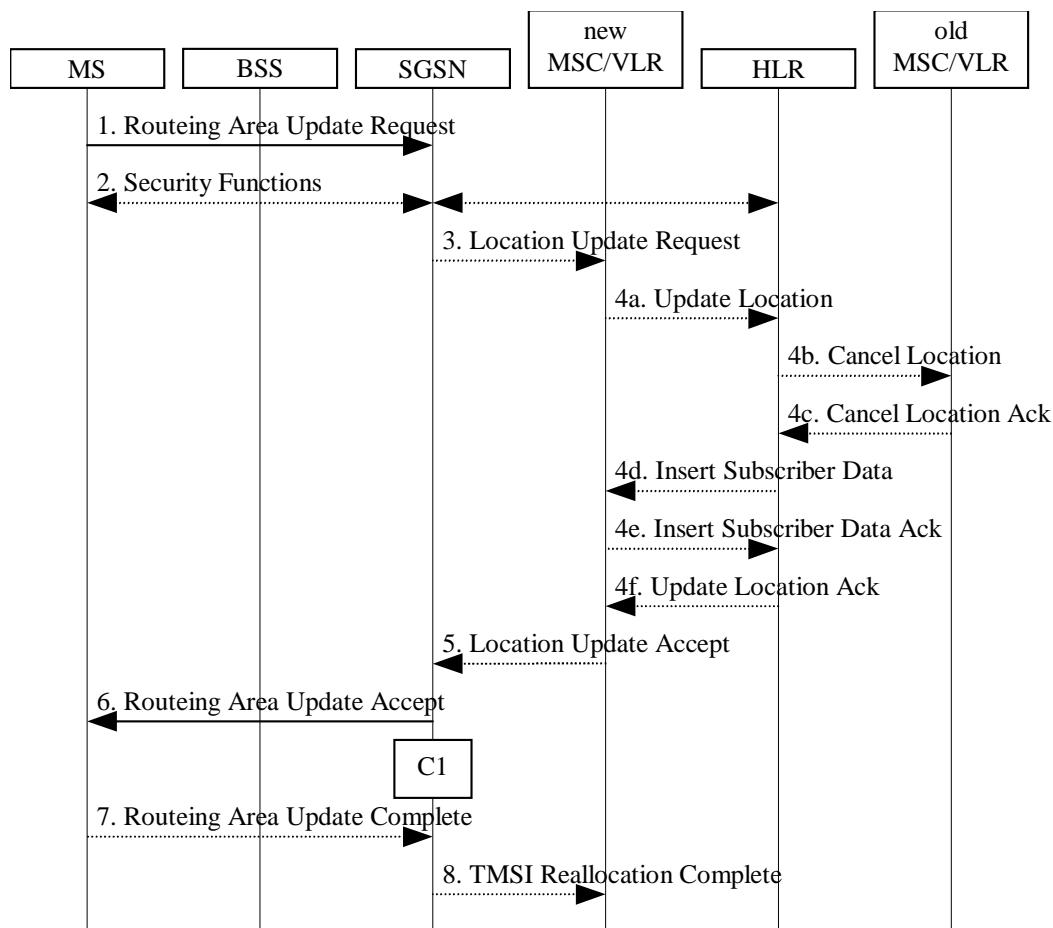 new
MSC/VLR
old
MSC/VLR
MS
BSS
SGSN
HLR
1. Routeing Area Update Request
2. Security Functions
3. Location Update Request
4a. Update Location
4b. Cancel Location
4c. Cancel Location Ack
4d. Insert Subscriber Data
4e. Insert Subscriber Data Ack
4f. Update Location Ack
5. Location Update Accept
6. Routeing Area Update Accept
C1
7. Routeing Area Update Complete
8. TMSI Reallocation Complete